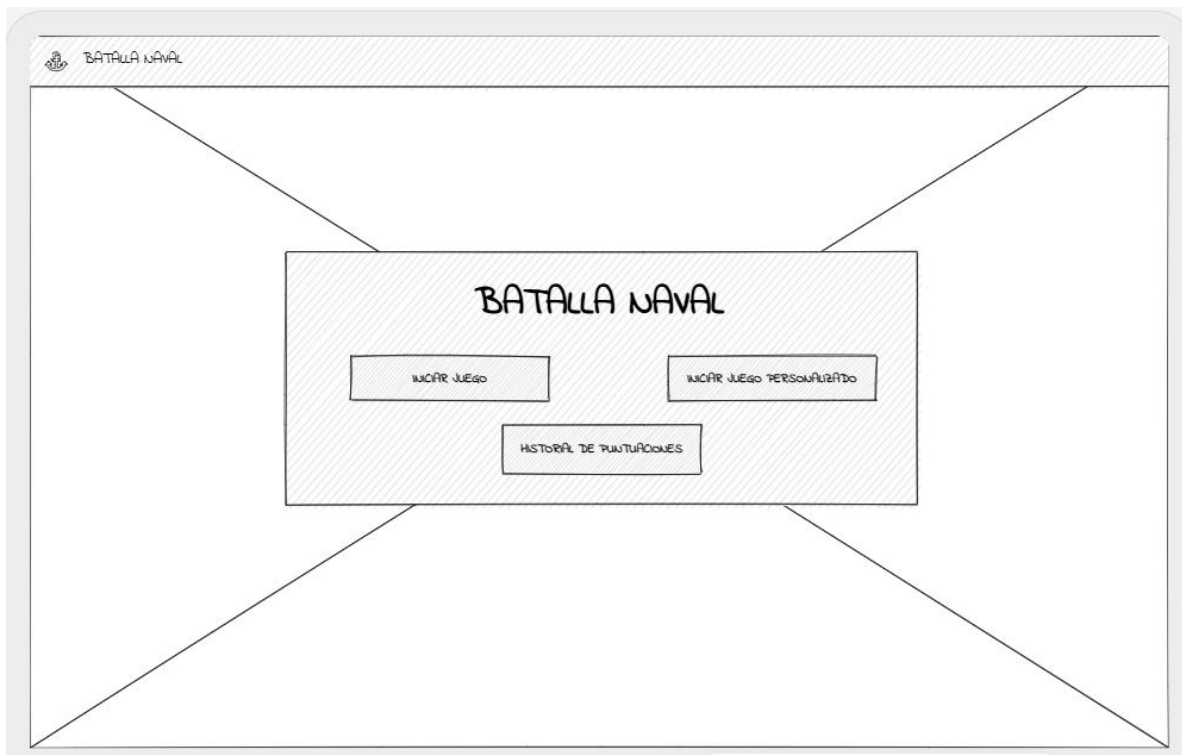 BATALLA NAVAL
BATALLA NAVAL
INICIAR JUEGO
INICIAR JUEGO PERSONALIZADO
HISTORIAL DE PUNTUACIONES